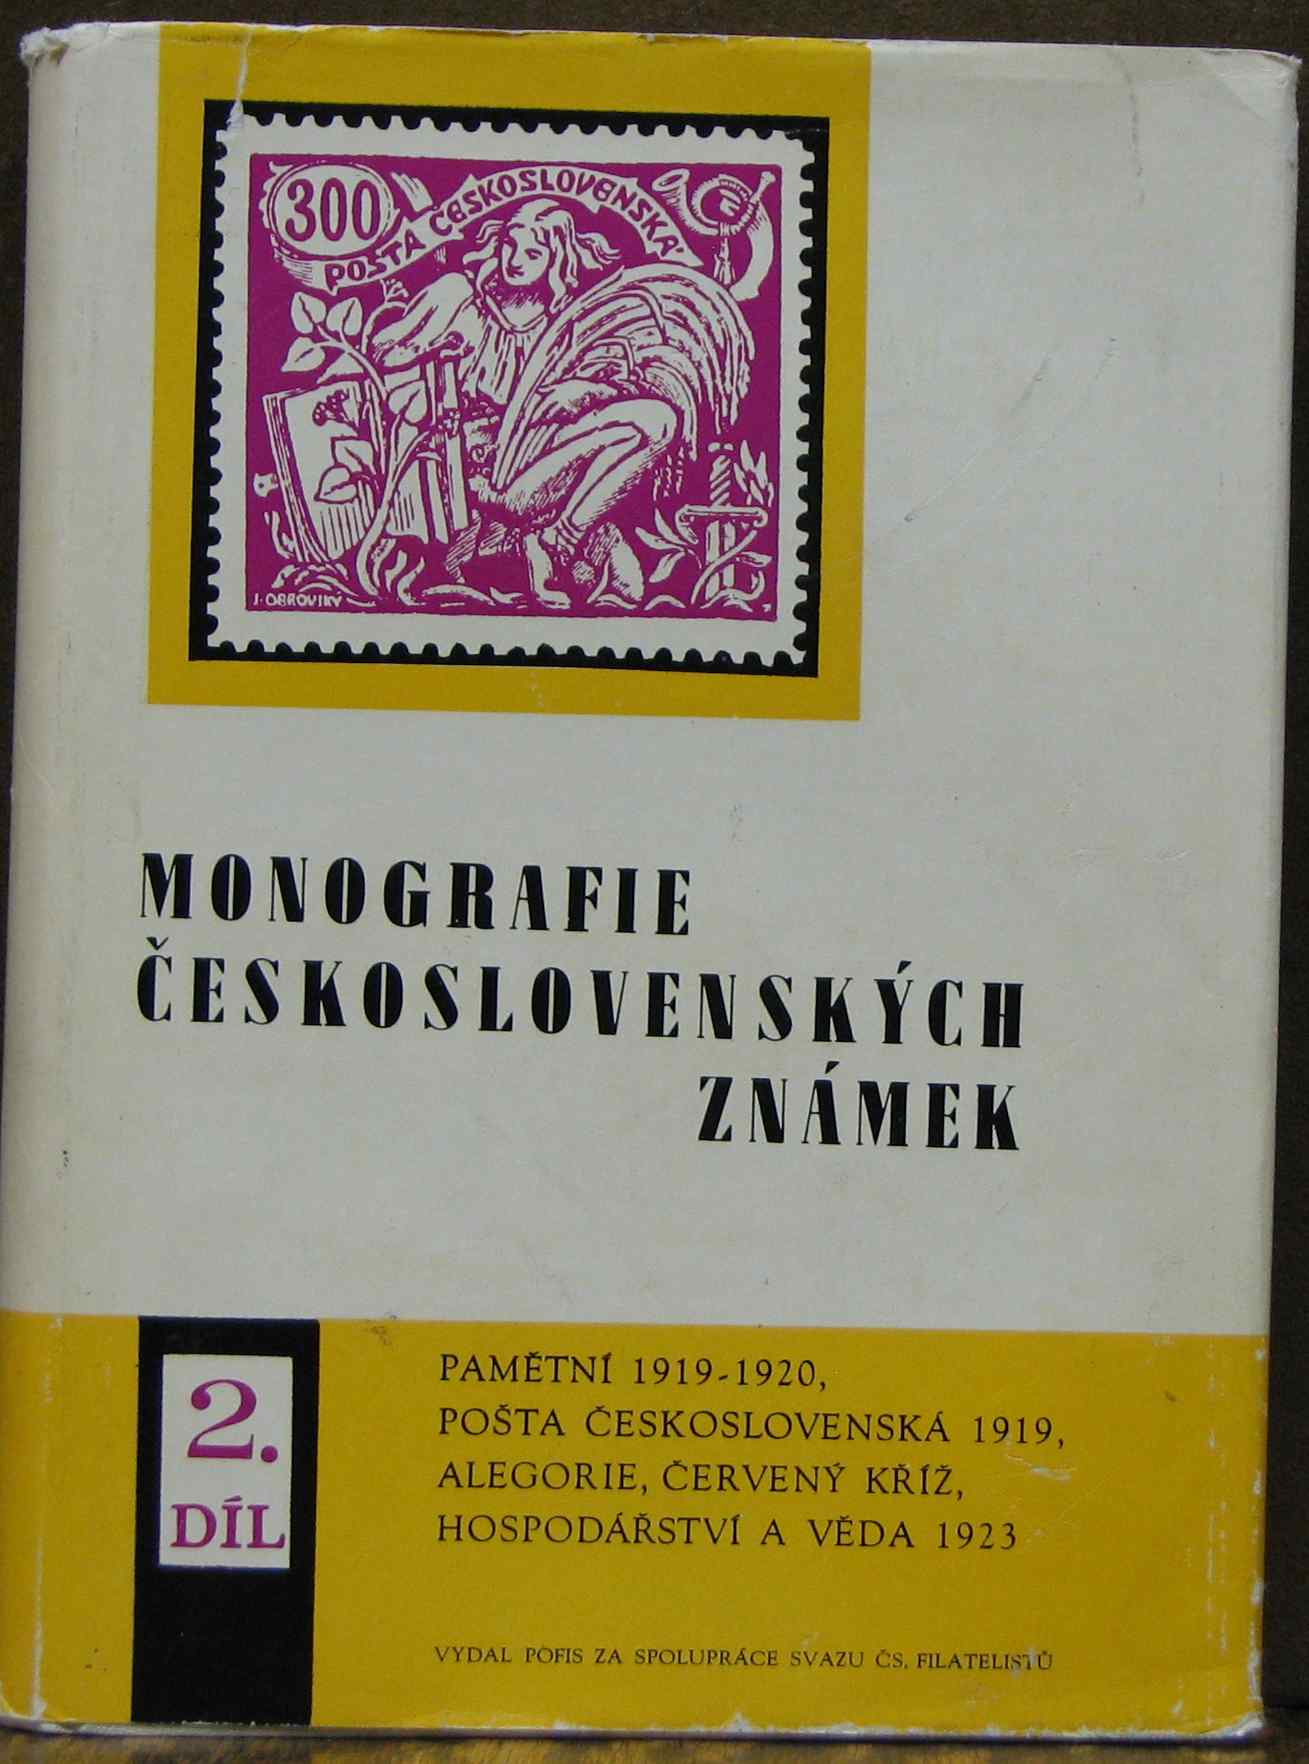 300
POŠTA ČESKOSLOVENSKÁ
J. OBROVSKÝ
MONOGRAFIE
ČESKOSLOVENSKÝCH
ZNÁMEK
2.
DÍL
PAMĚTNÍ 1919-1920,
POŠTA ČESKOSLOVENSKÁ 1919,
ALEGORIE, ČERVENÝ KŘÍŽ,
HOSPODÁŘSTVÍ A VĚDA 1923
VYDAL POFIS ZA SPOLUPRÁCE SVAZU ČS. FILATELISTŮ